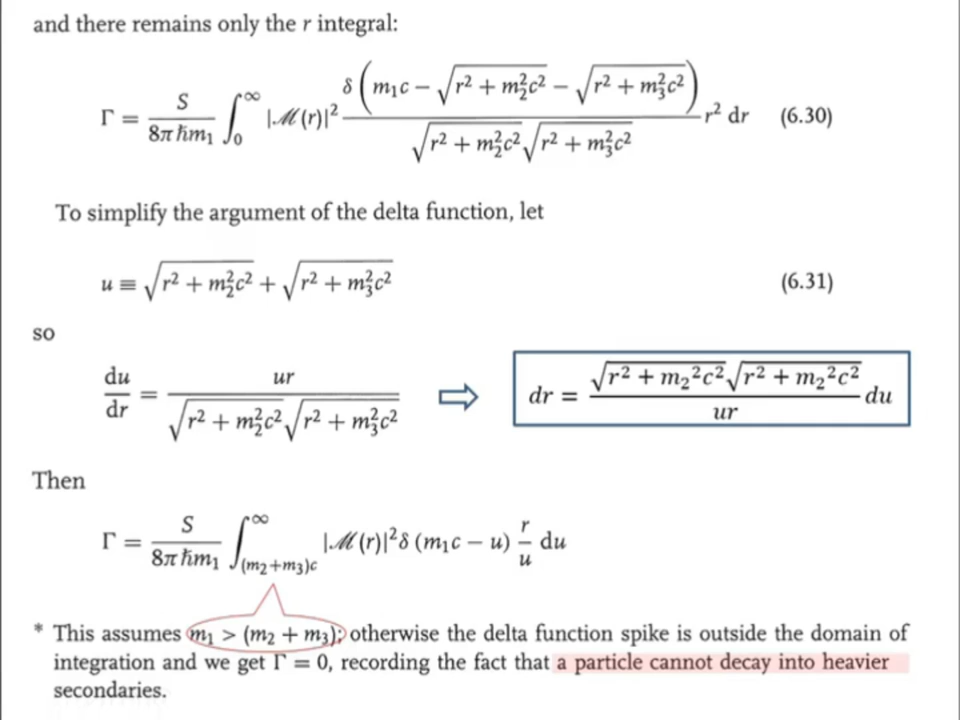 and there remains only the r integral:
Γ = S/(8πħm₁) ∫₀^∞ |ℳ(r)|² δ(m₁c − √(r² + m₂²c²) − √(r² + m₃²c²)) / (√(r² + m₂²c²)√(r² + m₃²c²)) r² dr (6.30)
To simplify the argument of the delta function, let
u ≡ √(r² + m₂²c²) + √(r² + m₃²c²) (6.31)
so
du/dr = ur / (√(r² + m₂²c²)√(r² + m₃²c²)) ⇨ dr = √(r² + m₂²c²)√(r² + m₂²c²) / ur du
Then
Γ = S/(8πħm₁) ∫_{(m₂+m₃)c}^∞ |ℳ(r)|² δ(m₁c − u) r/u du
* This assumes m₁ > (m₂ + m₃); otherwise the delta function spike is outside the domain of
integration and we get Γ = 0, recording the fact that a particle cannot decay into heavier
secondaries.